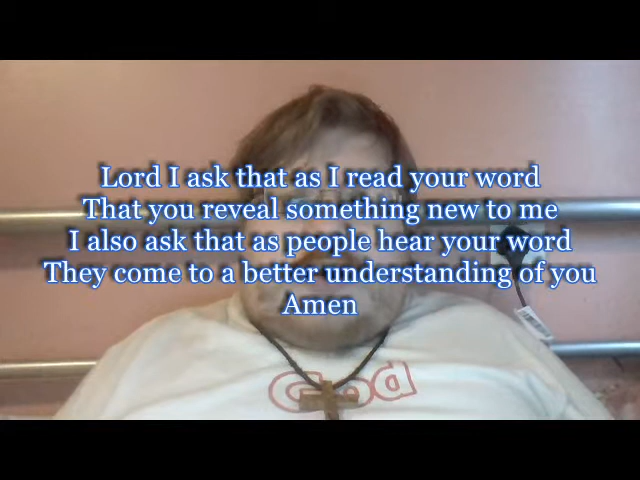 Lord I ask that as I read your word
That you reveal something new to me
I also ask that as people hear your word
They come to a better understanding of you
Amen
God